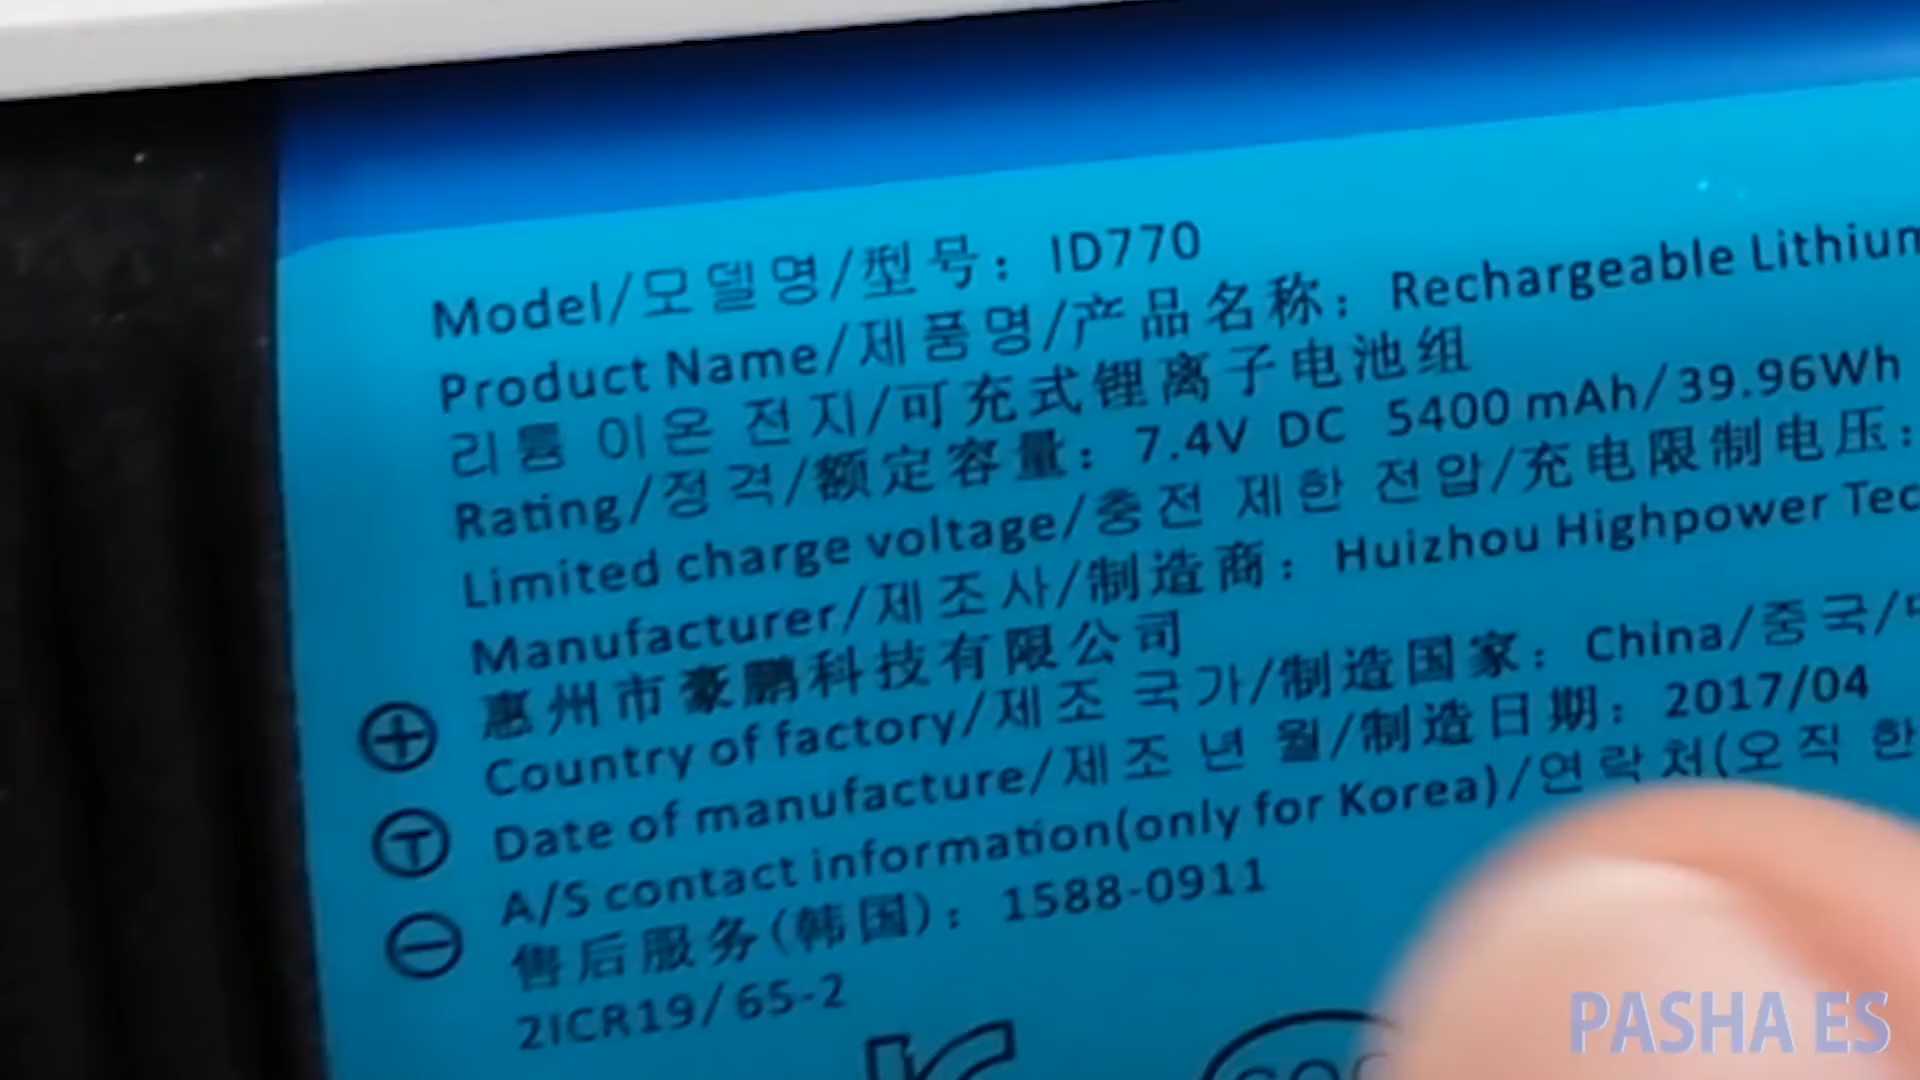 Model/모델명/型号: ID770
Product Name/제품명/产品名称: Rechargeable Lithium
리튬 이온 전지/可充式锂离子电池组
Rating/정격/额定容量: 7.4V DC 5400 mAh/39.96Wh
Limited charge voltage/충전 제한 전압/充电限制电压:
Manufacturer/제조사/制造商: Huizhou Highpower Tec
惠州市豪鹏科技有限公司
Country of factory/제조 국가/制造国家: China/중국/
Date of manufacture/제조 년 월/制造日期: 2017/04
A/S contact information(only for Korea)/연락처(오직 한
售后服务(韩国): 1588-0911
2ICR19/65-2
+
T
−
PASHA ES